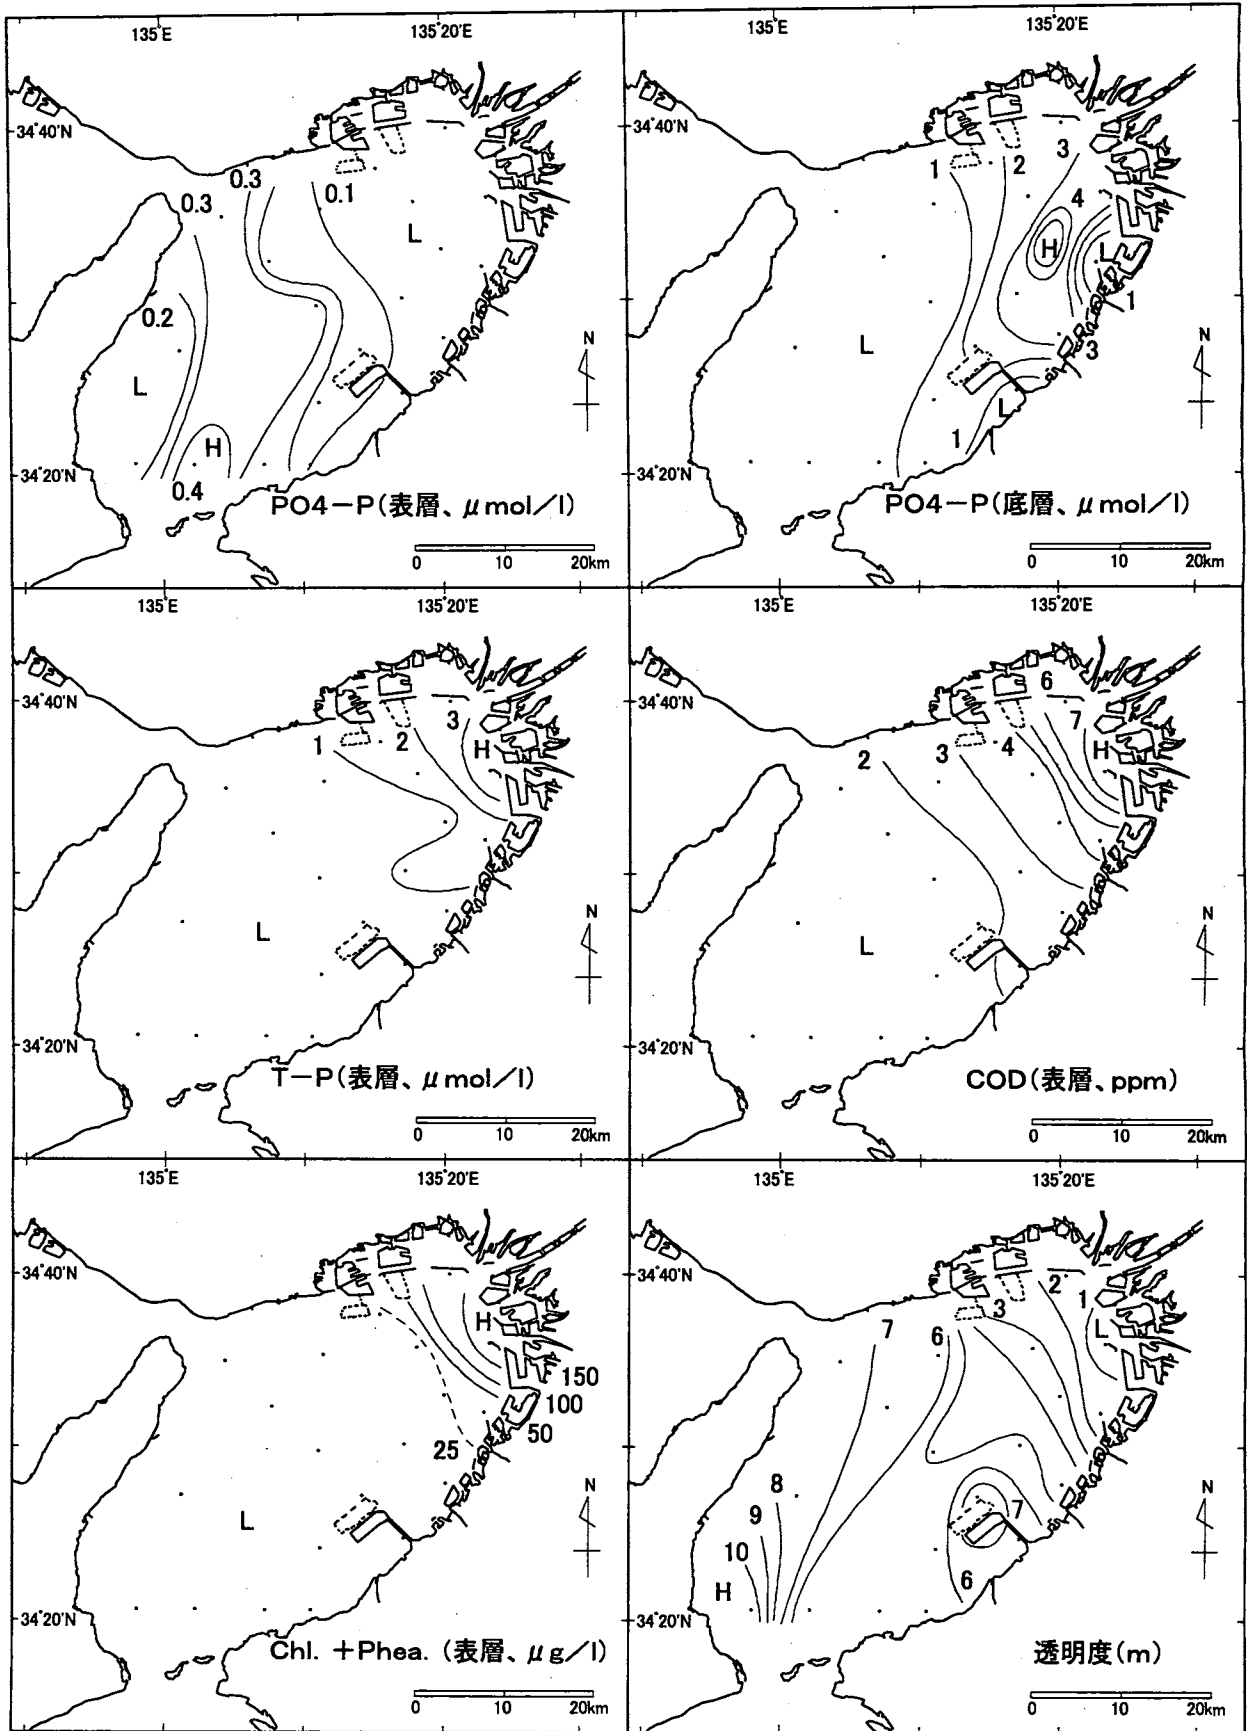 135°E 135°20'E
34°40'N
0.3 0.3 0.1
L
0.2
L
H
0.4
34°20'N
N
PO4-P(表層、μmol/l)
0 10 20km
135°E 135°20'E
34°40'N
1 2 3
4
H
L
1
L
3
L
1
34°20'N
N
PO4-P(底層、μmol/l)
0 10 20km
135°E 135°20'E
34°40'N
1 2 3
H
L
34°20'N
N
T-P(表層、μmol/l)
0 10 20km
135°E 135°20'E
34°40'N
6
7
2 3 4
H
L
34°20'N
N
COD(表層、ppm)
0 10 20km
135°E 135°20'E
34°40'N
H
150
100
50
25
L
34°20'N
N
Chl. +Phea. (表層、μg/l)
0 10 20km
135°E 135°20'E
34°40'N
2 1
3
7 6
L
8
9
10
H
7
6
34°20'N
N
透明度(m)
0 10 20km